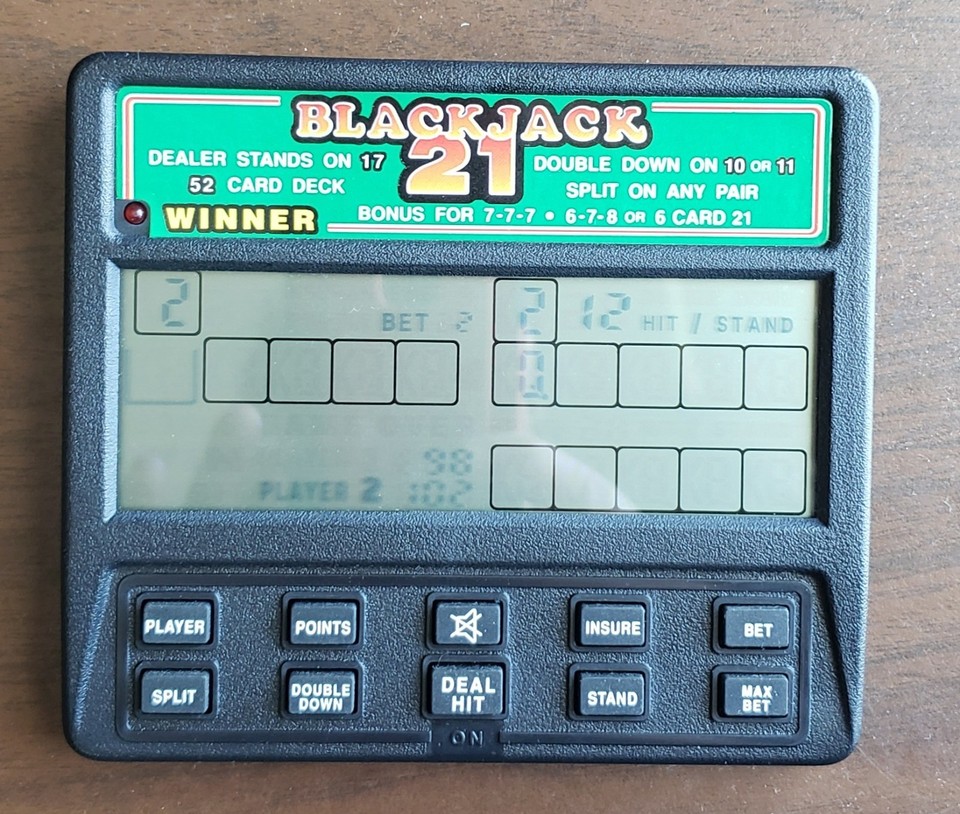 BLACKJACK
21
DEALER STANDS ON 17
52 CARD DECK
DOUBLE DOWN ON 10 OR 11
SPLIT ON ANY PAIR
WINNER
BONUS FOR 7-7-7 • 6-7-8 OR 6 CARD 21
2
BET 2
2 12 HIT / STAND
Q
98
PLAYER 2 102
PLAYER
POINTS
INSURE
BET
SPLIT
DOUBLE
DOWN
DEAL
HIT
STAND
MAX
BET
ON